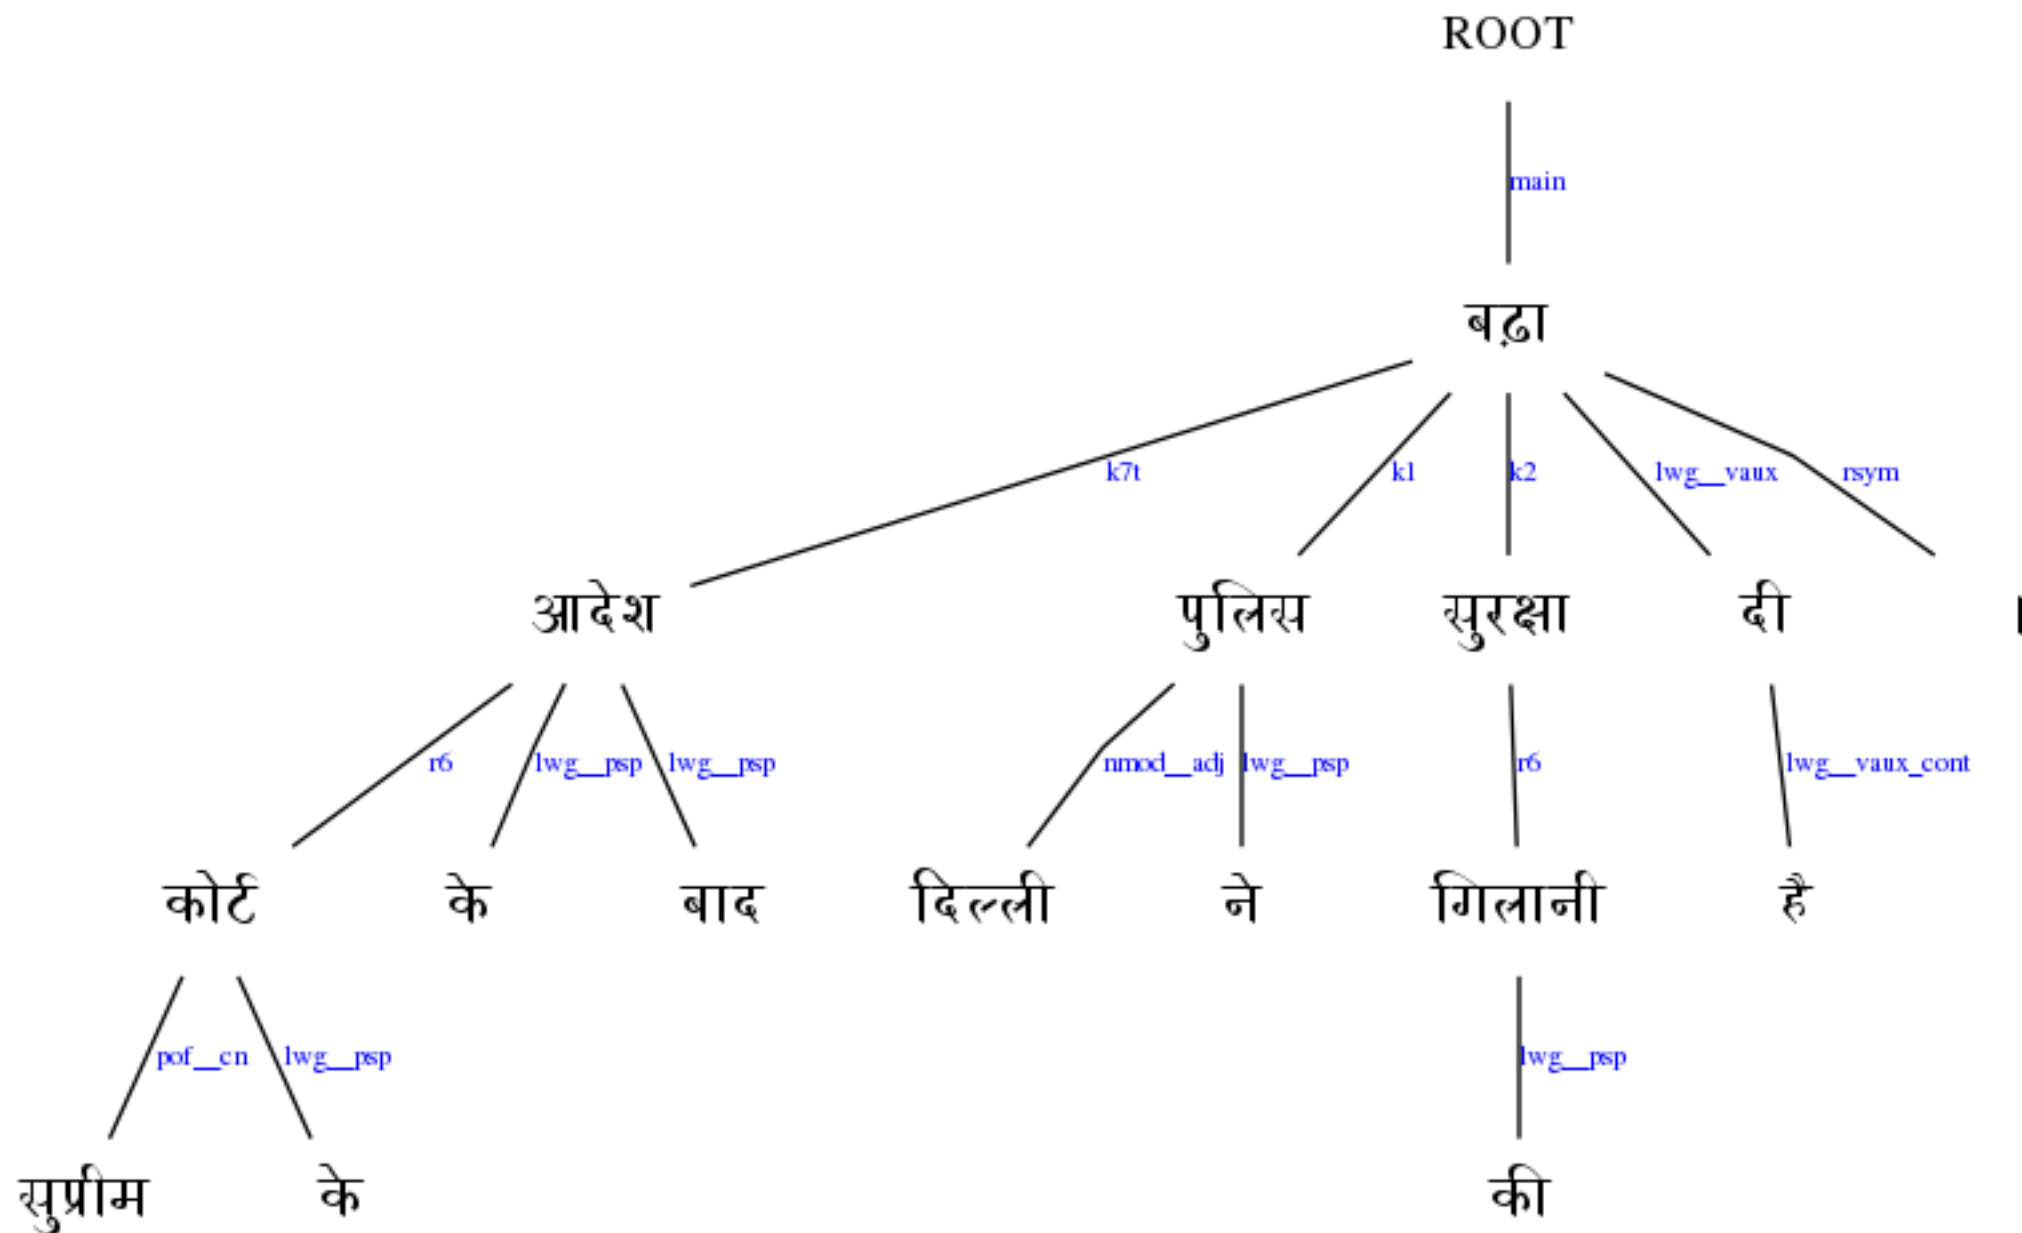 ROOT
main
बढ़ा
k7t k1 k2 lwg__vaux rsym
आदेश पुलिस सुरक्षा दी ।
r6 lwg__psp lwg__psp nmod__adj lwg__psp r6 lwg__vaux_cont
कोर्ट के बाद दिल्ली ने गिलानी है
pof__cn lwg__psp lwg__psp
सुप्रीम के की